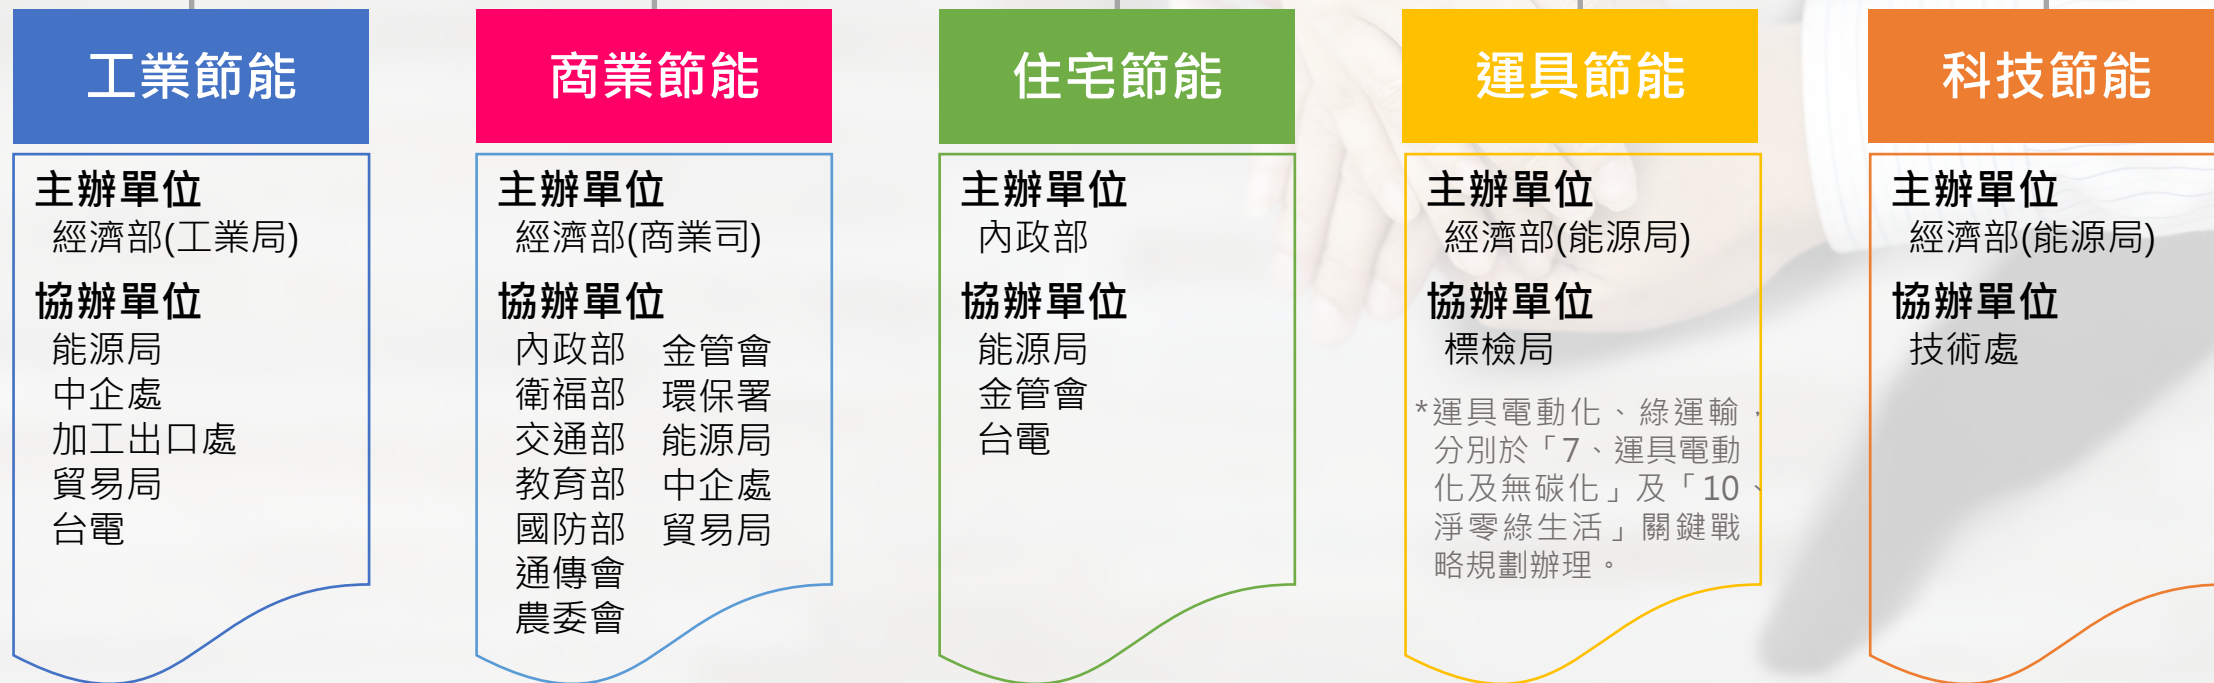 工業節能
主辦單位
經濟部(工業局)
協辦單位
能源局
中企處
加工出口處
貿易局
台電
商業節能
主辦單位
經濟部(商業司)
協辦單位
內政部
衛福部
交通部
教育部
國防部
通傳會
農委會
金管會
環保署
能源局
中企處
貿易局
住宅節能
主辦單位
內政部
協辦單位
能源局
金管會
台電
運具節能
主辦單位
經濟部(能源局)
協辦單位
標檢局
*運具電動化、綠運輸，
分別於「7、運具電動
化及無碳化」及「10、
淨零綠生活」關鍵戰
略規劃辦理。
科技節能
主辦單位
經濟部(能源局)
協辦單位
技術處